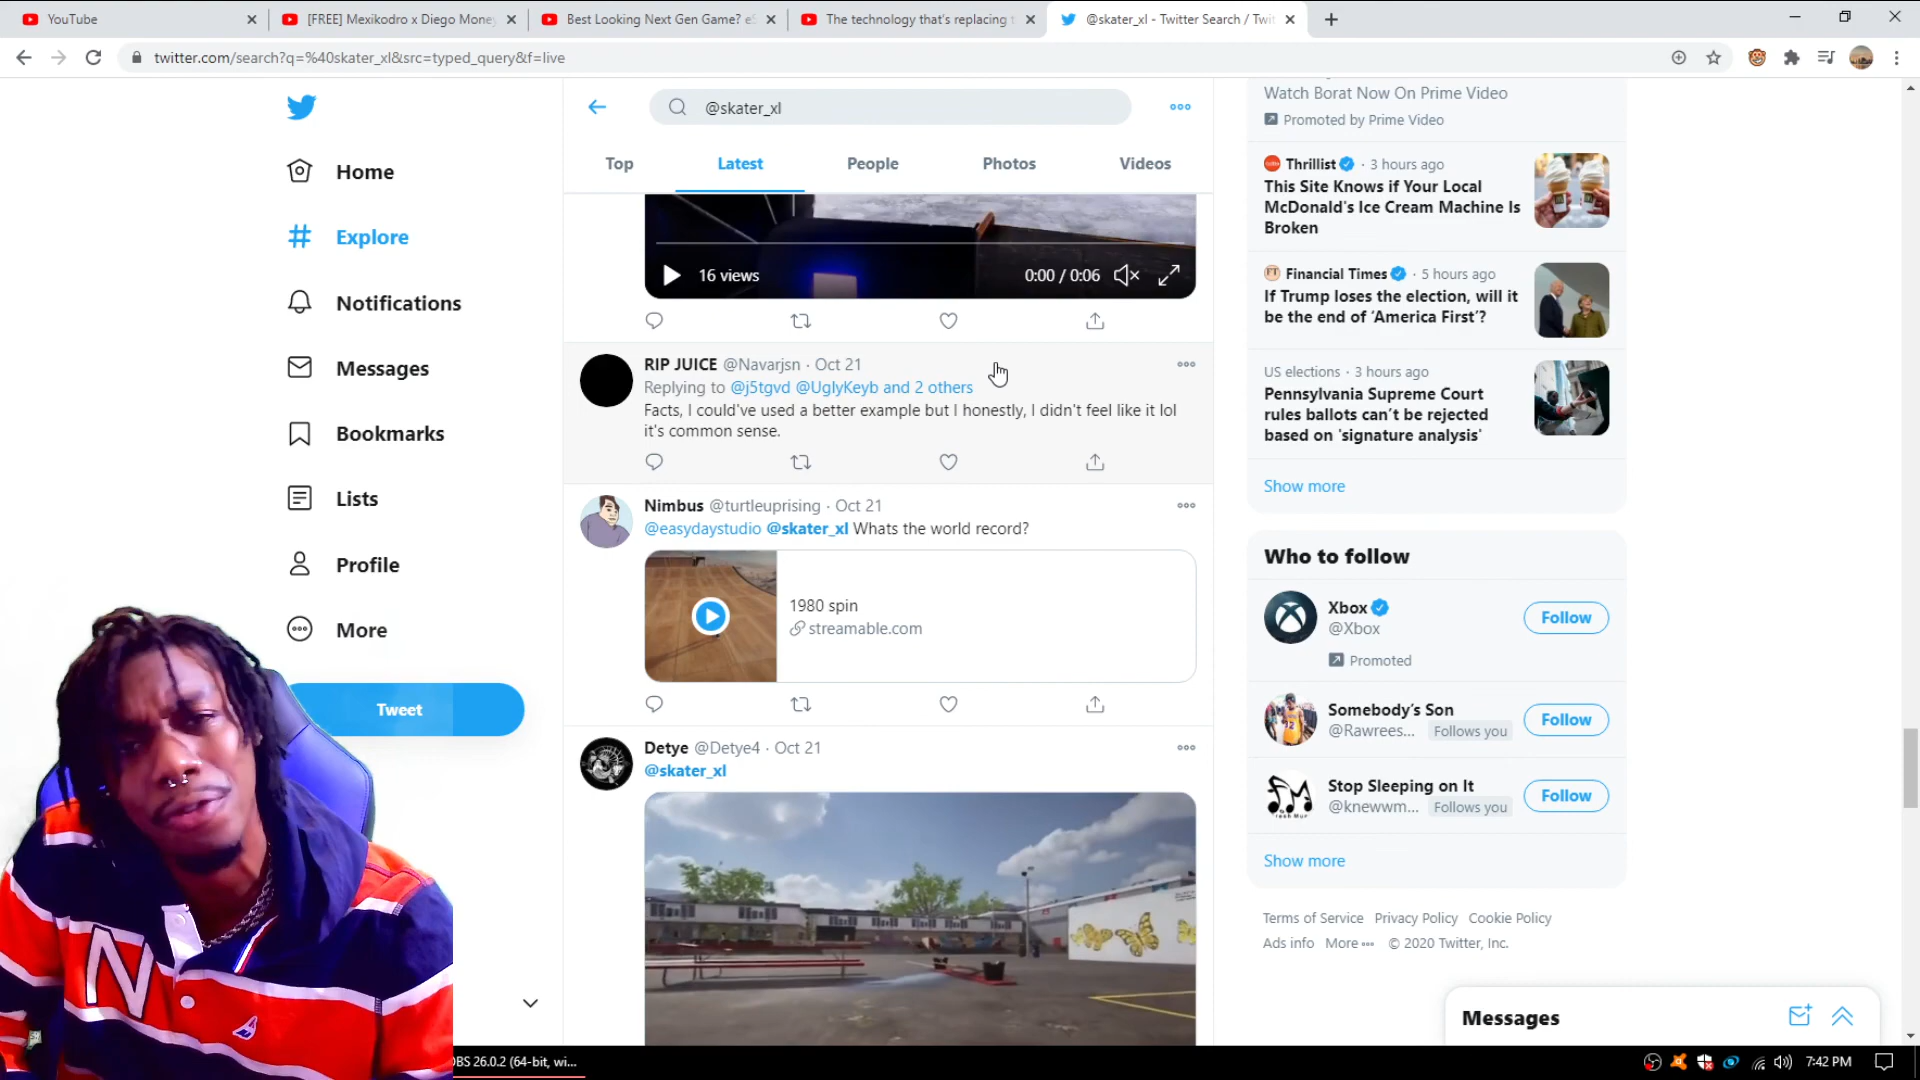 YouTube
[FREE] Mexikodro x Diego Money
Best Looking Next Gen Game? eS
The technology that's replacing t
@skater_xl - Twitter Search / Twit
twitter.com/search?q=%40skater_xl&src=typed_query&f=live
Home
Explore
Notifications
Messages
Bookmarks
Lists
Profile
More
Tweet
@skater_xl
Top
Latest
People
Photos
Videos
16 views
0:00 / 0:06
RIP JUICE @Navarjsn · Oct 21
Replying to @j5tgvd @UglyKeyb and 2 others
Facts, I could've used a better example but I honestly, I didn't feel like it lol
it's common sense.
Nimbus @turtleuprising · Oct 21
@easydaystudio @skater_xl Whats the world record?
1980 spin
streamable.com
Detye @Detye4 · Oct 21
@skater_xl
Watch Borat Now On Prime Video
Promoted by Prime Video
Thrillist · 3 hours ago
This Site Knows if Your Local
McDonald's Ice Cream Machine Is
Broken
Financial Times · 5 hours ago
If Trump loses the election, will it
be the end of 'America First'?
US elections · 3 hours ago
Pennsylvania Supreme Court
rules ballots can't be rejected
based on 'signature analysis'
Show more
Who to follow
Xbox
@Xbox
Follow
Promoted
Somebody's Son
@Rawrees... Follows you
Follow
Stop Sleeping on It
@knewwm... Follows you
Follow
Show more
Terms of Service Privacy Policy Cookie Policy
Ads info More © 2020 Twitter, Inc.
Messages
N
OBS 26.0.2 (64-bit, wi...
7:42 PM